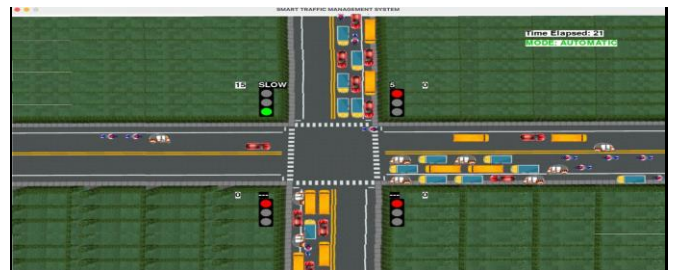 SMART TRAFFIC MANAGEMENT SYSTEM
Time Elapsed: 21
MODE: AUTOMATIC
15 SLOW
5 0
0 ---
--- 0